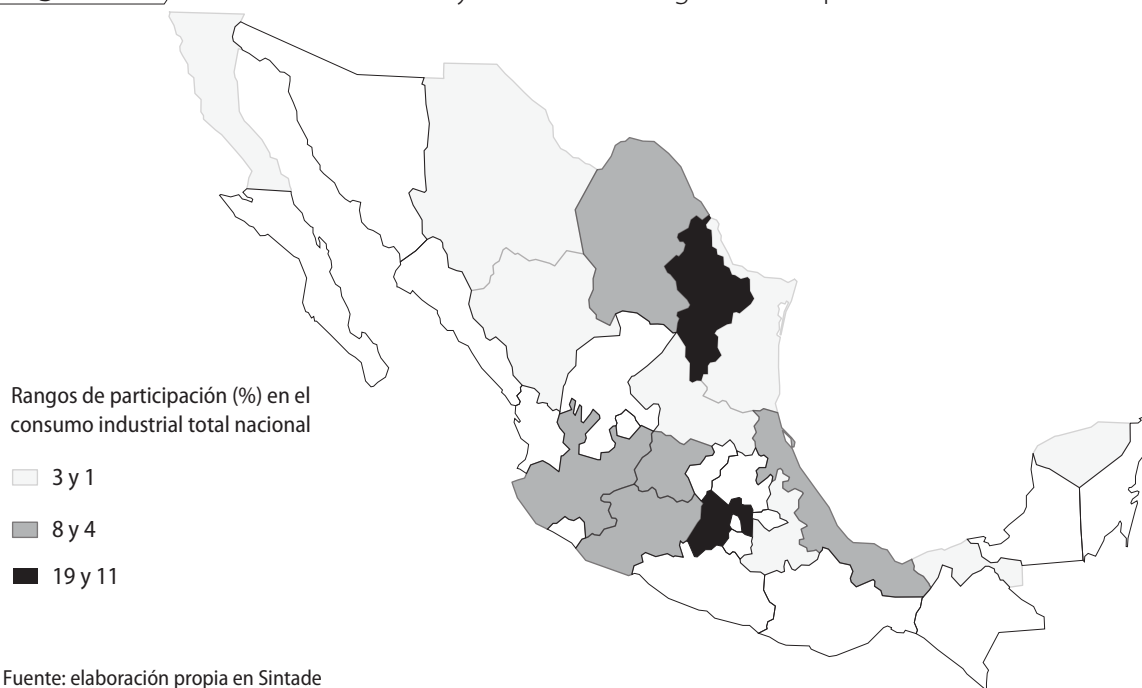 Rangos de participación (%) en el
consumo industrial total nacional
3 y 1
8 y 4
19 y 11
Fuente: elaboración propia en Sintade